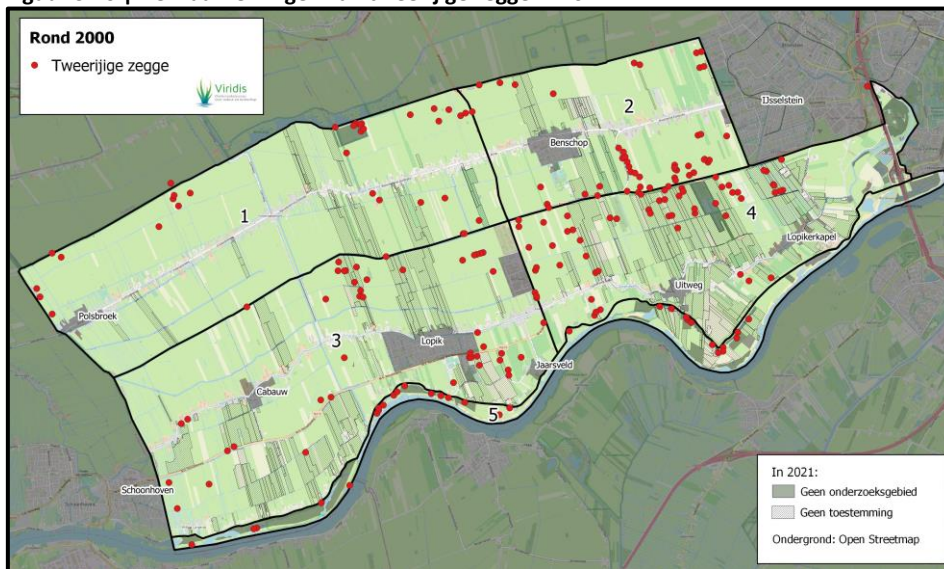 Rond 2000
Tweerijige zegge
Viridis
IJsselstein
2
Benschop
1
4
Lopikerkapel
Uitweg
Polsbroek
3
Lopik
Jaarsveld
Cabauw
5
Schoonhoven
In 2021:
Geen onderzoeksgebied
Geen toestemming
Ondergrond: Open Streetmap